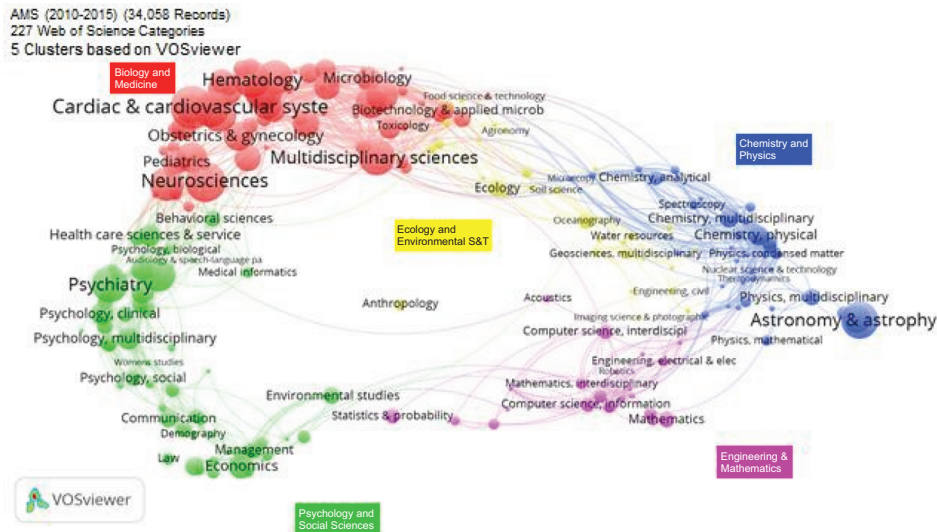 AMS (2010-2015) (34,058 Records)
227 Web of Science Categories
5 Clusters based on VOSviewer
Biology and
Medicine
Hematology
Microbiology
Cardiac & cardiovascular syste
Food science & technology
Biotechnology & applied microb
Toxicology
Agronomy
Obstetrics & gynecology
Chemistry and
Physics
Pediatrics
Multidisciplinary sciences
Neurosciences
Ecology
Microscopy
Chemistry, analytical
Soil science
Spectroscopy
Behavioral sciences
Oceanography
Chemistry, multidisciplinary
Health care sciences & service
Ecology and
Environmental S&T
Water resources
Chemistry, physical
Psychology, biological
Geosciences, multidisciplinary
Physics, condensed matter
Audiology & speech-language pa
Medical informatics
Nuclear science & technology
Thermodynamics
Psychiatry
Engineering, civil
Acoustics
Physics, multidisciplinary
Anthropology
Psychology, clinical
Imaging science & photographic
Astronomy & astrophy
Computer science, interdiscipl
Psychology, multidisciplinary
Physics, mathematical
Womens studies
Engineering, electrical & elec
Robotics
Psychology, social
Mathematics, interdisciplinary
Environmental studies
Computer science, information
Communication
Statistics & probability
Mathematics
Demography
Management
Law
Economics
Engineering &
Mathematics
VOSviewer
Psychology and
Social Sciences